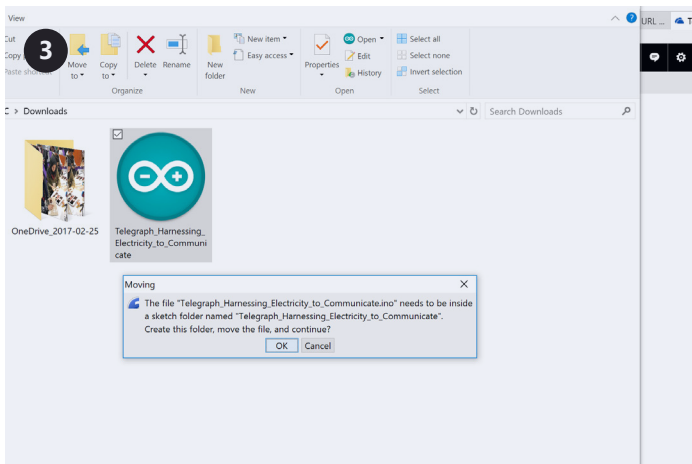 View
URL ...
3
Cut
Copy
Paste shortcut
Move to
Copy to
Delete
Rename
New folder
New item
Easy access
Properties
Open
Edit
History
Select all
Select none
Invert selection
Organize
New
Open
Select
C > Downloads
Search Downloads
OneDrive_2017-02-25
Telegraph_Harnessing_
Electricity_to_Communi
cate
Moving
The file "Telegraph_Harnessing_Electricity_to_Communicate.ino" needs to be inside
a sketch folder named "Telegraph_Harnessing_Electricity_to_Communicate".
Create this folder, move the file, and continue?
OK
Cancel